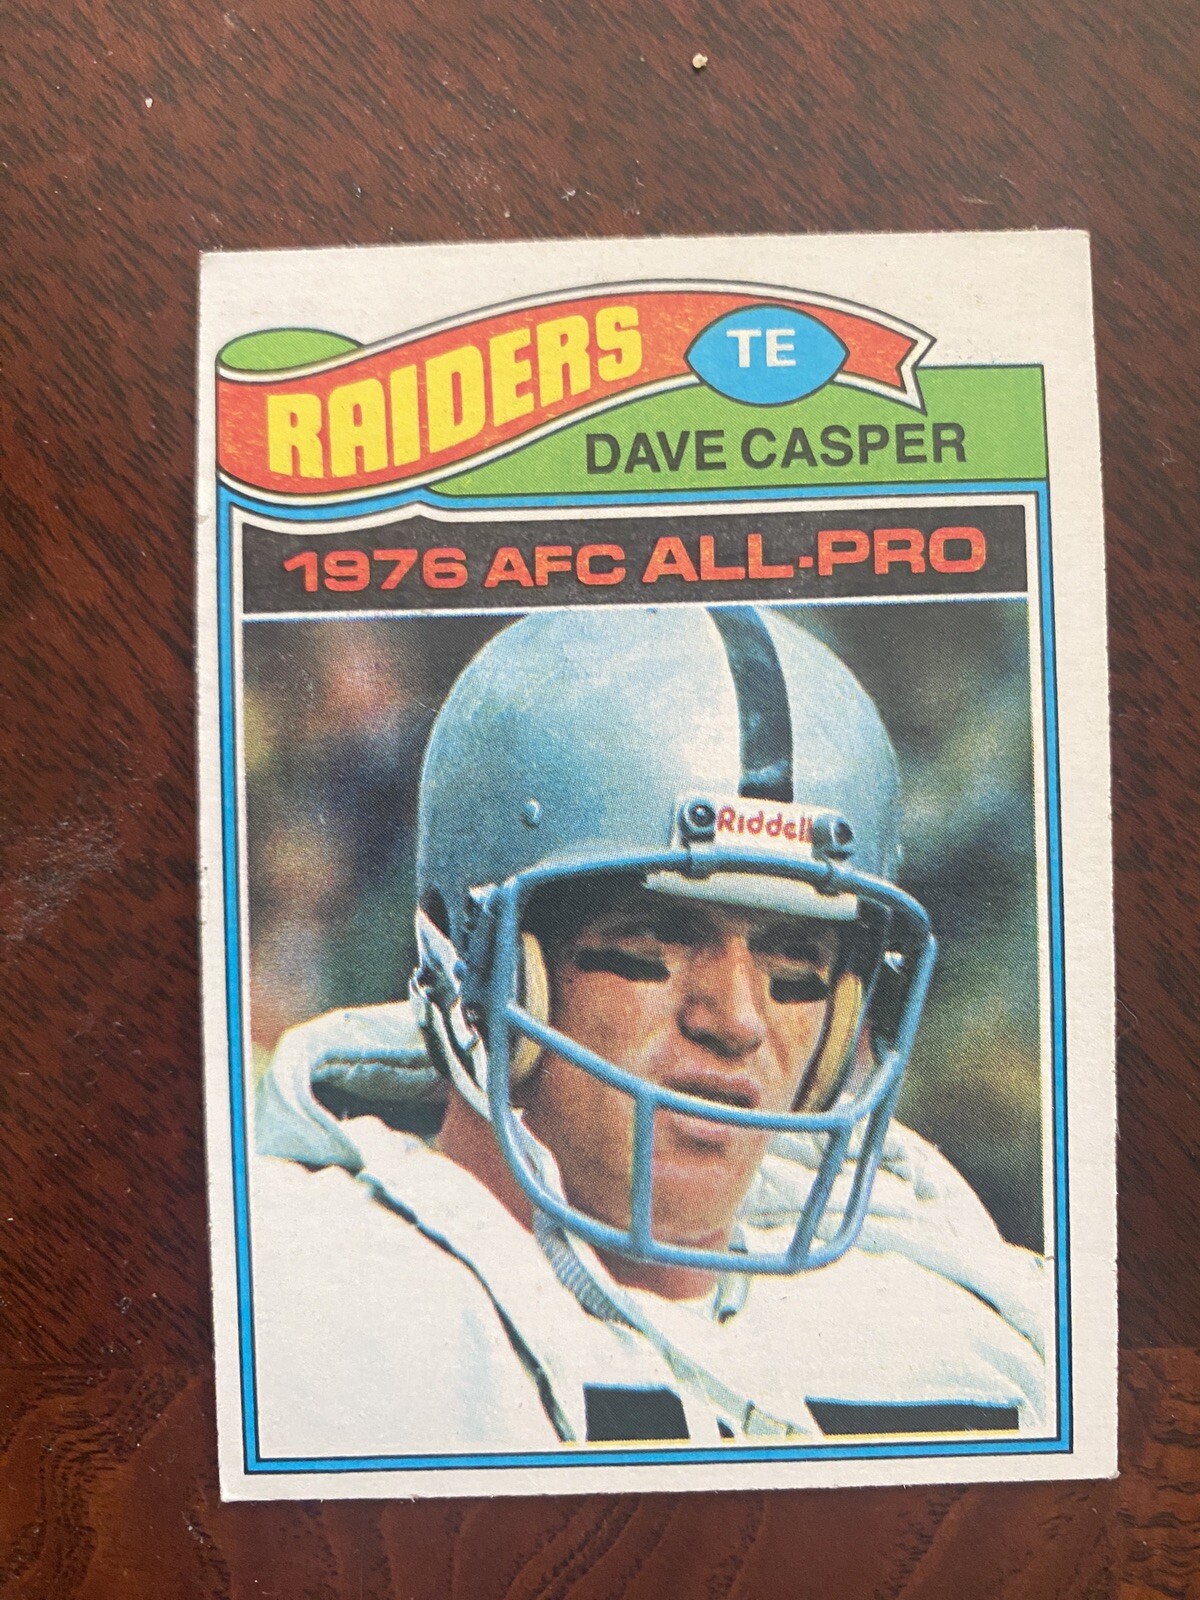 RAIDERS
TE
DAVE CASPER
1976 AFC ALL-PRO
Riddell